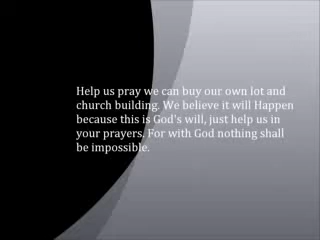 Help us pray we can buy our own lot and
church building. We believe it will Happen
because this is God's will, just help us in
your prayers. For with God nothing shall
be impossible.